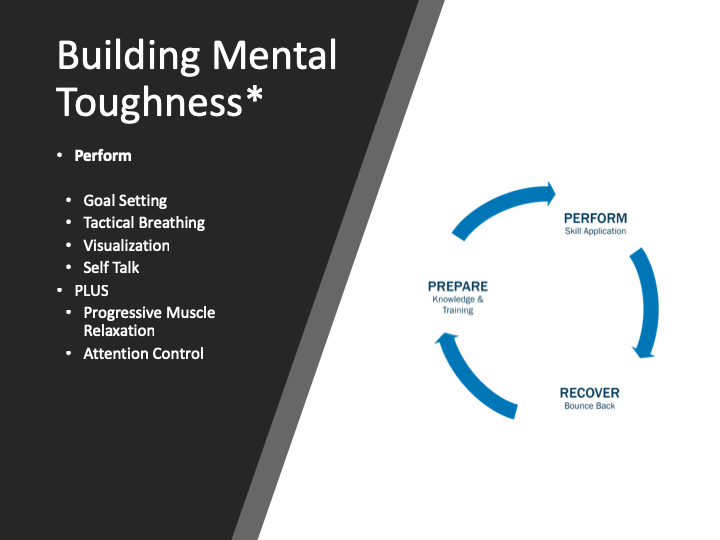 Building Mental
Toughness*
• Perform
• Goal Setting
• Tactical Breathing
• Visualization
• Self Talk
• PLUS
• Progressive Muscle
Relaxation
• Attention Control
PERFORM
Skill Application
PREPARE
Knowledge &
Training
RECOVER
Bounce Back